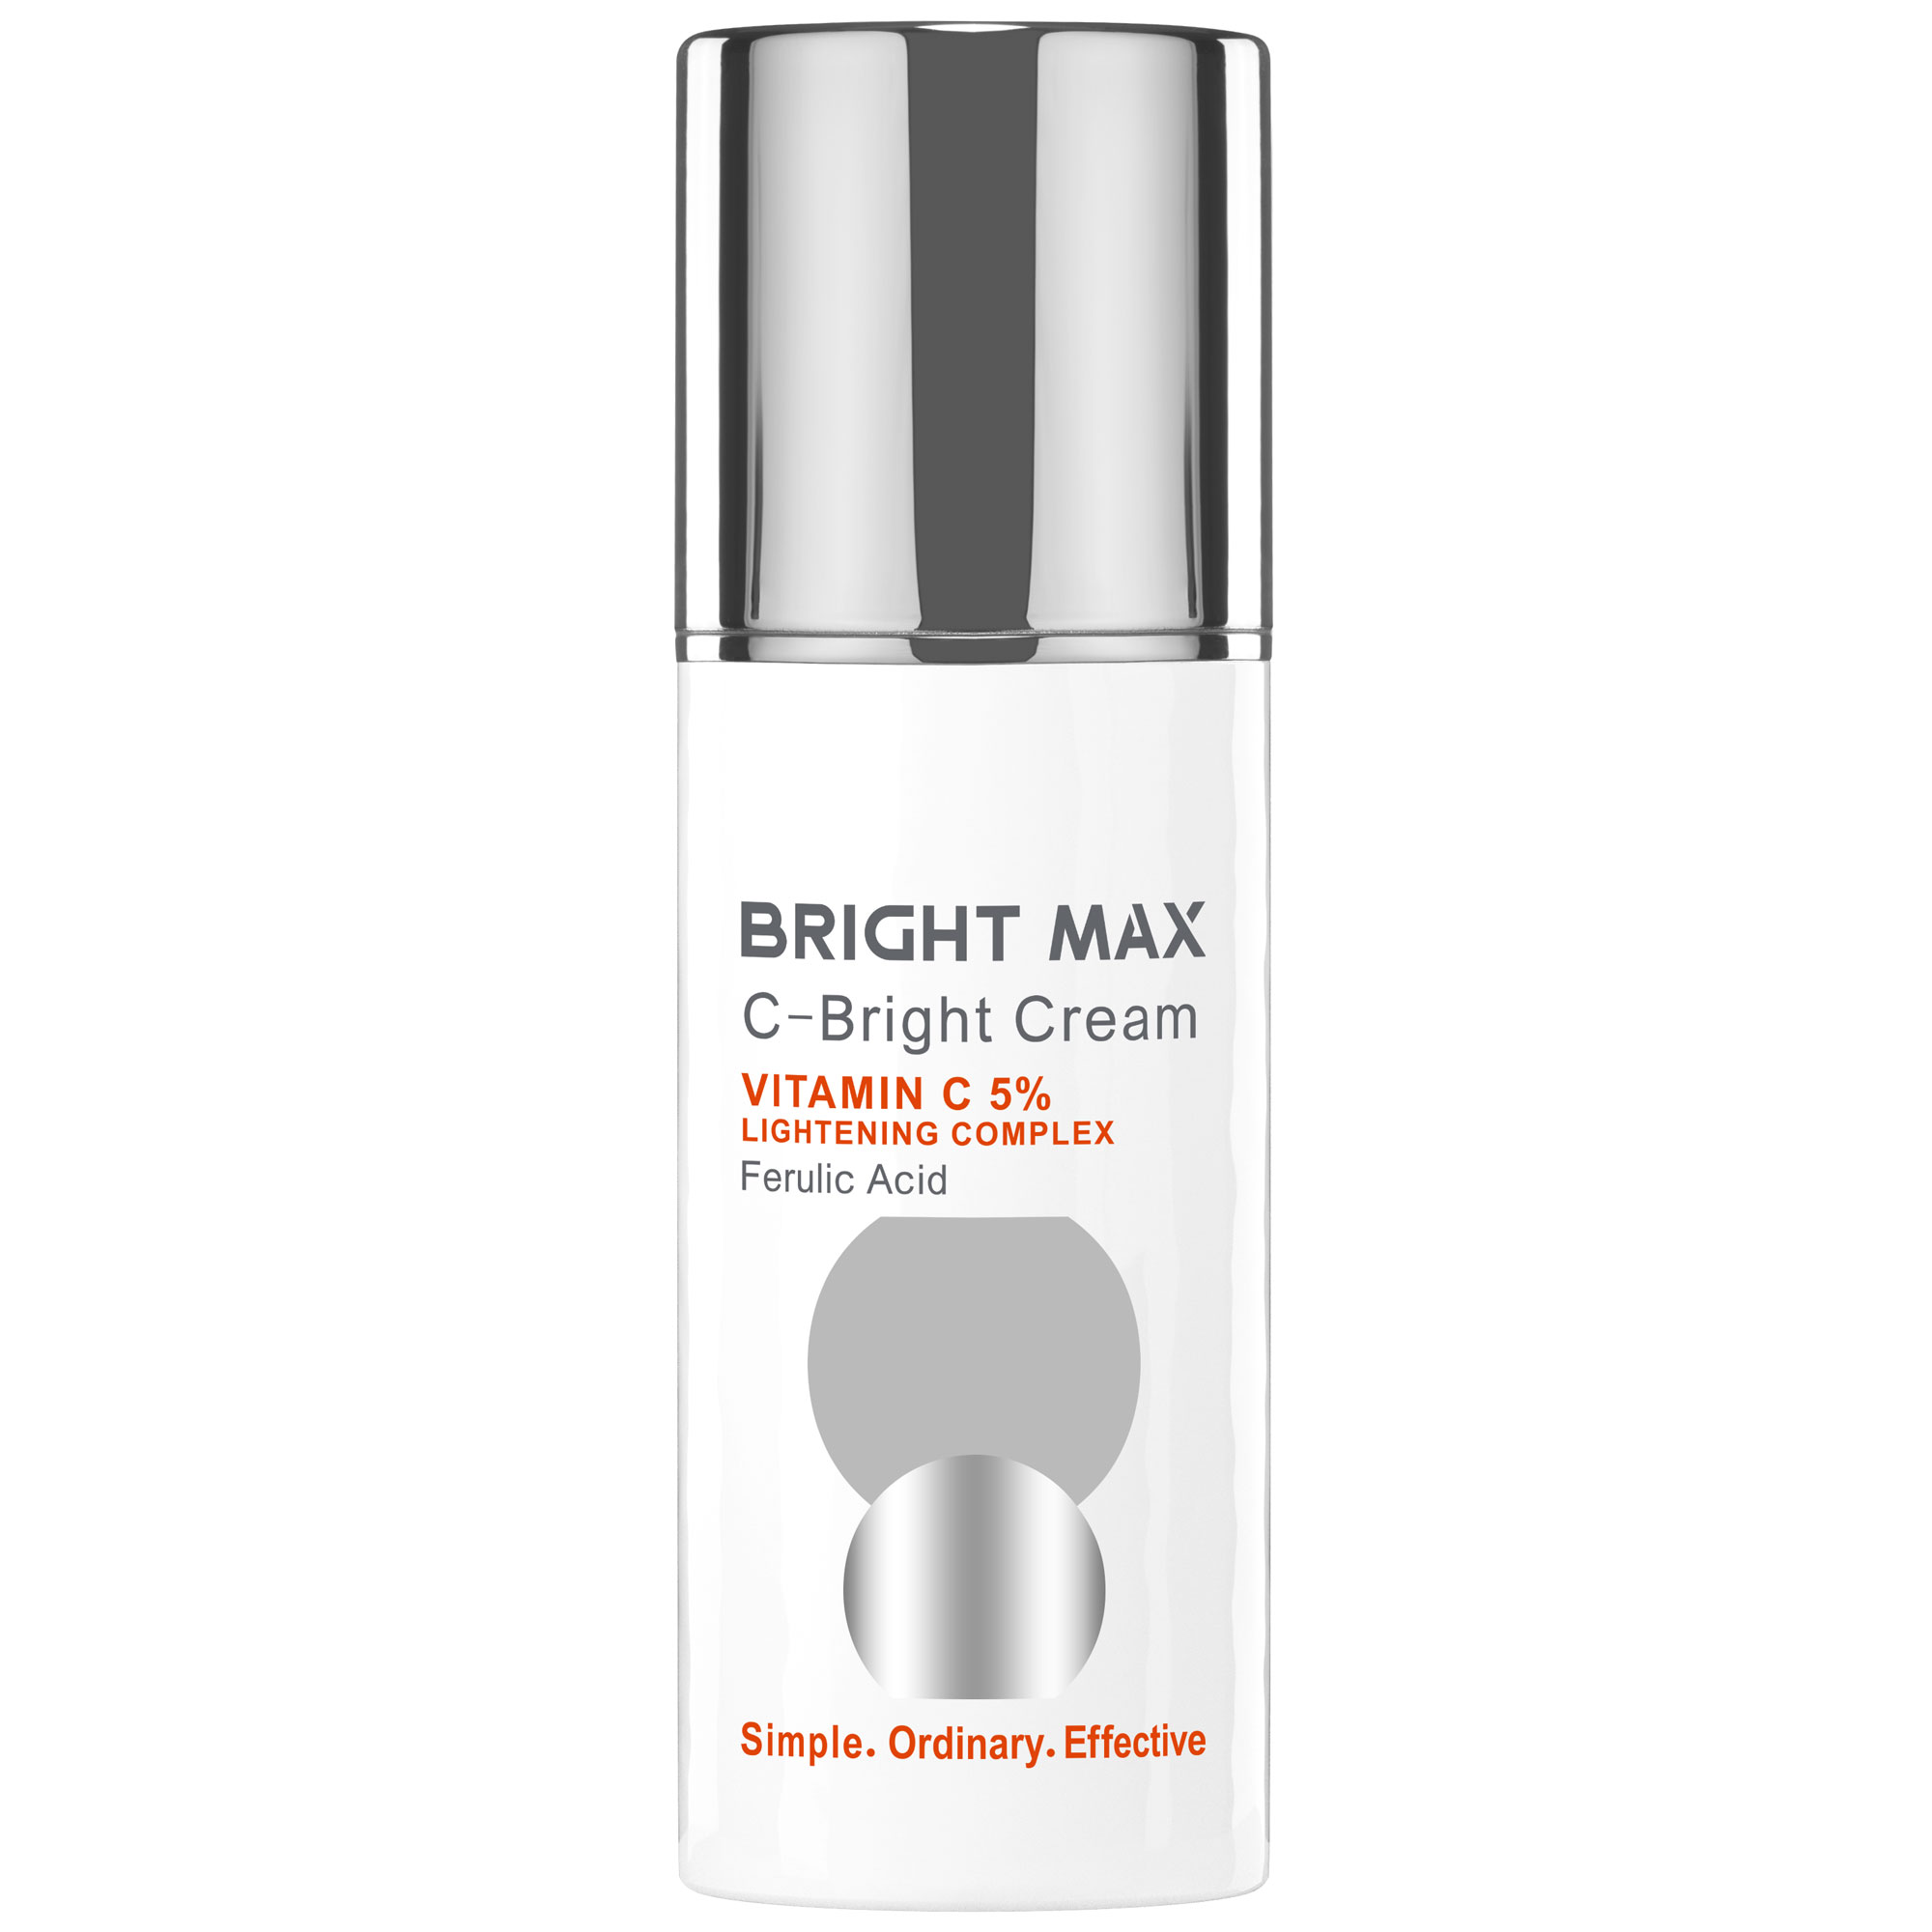 BRIGHT MAX
C-Bright Cream
VITAMIN C 5%
LIGHTENING COMPLEX
Ferulic Acid
Simple. Ordinary. Effective